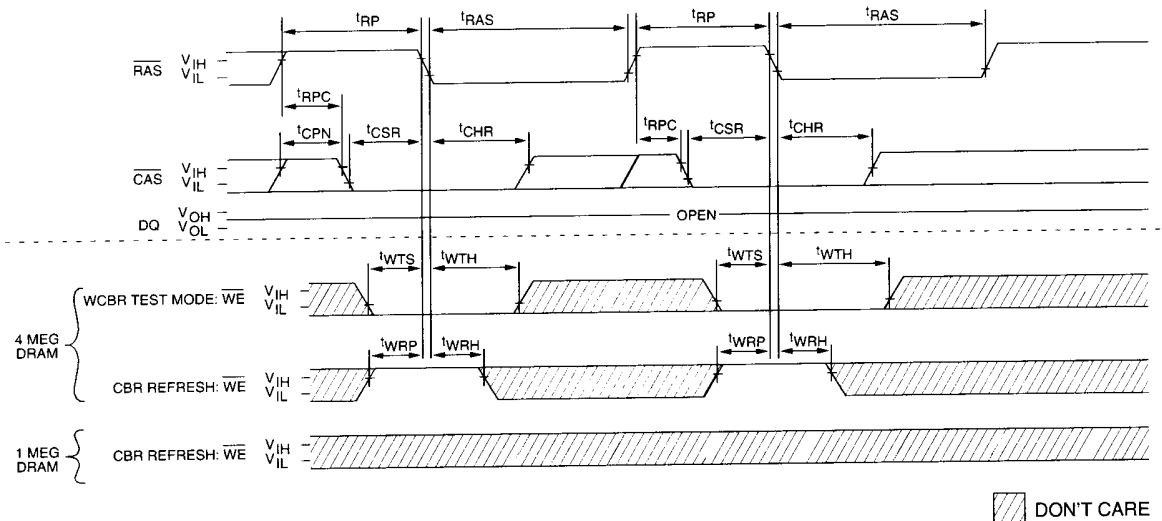 tRP tRAS tRP tRAS
RAS VIH
VIL
tRPC
tCPN tCSR tCHR tRPC tCSR tCHR
CAS VIH
VIL
DQ VOH
VOL
OPEN
tWTS tWTH tWTS tWTH
4 MEG
DRAM
WCBR TEST MODE: WE VIH
VIL
tWRP tWRH tWRP tWRH
CBR REFRESH: WE VIH
VIL
1 MEG
DRAM
CBR REFRESH: WE VIH
VIL
DON'T CARE